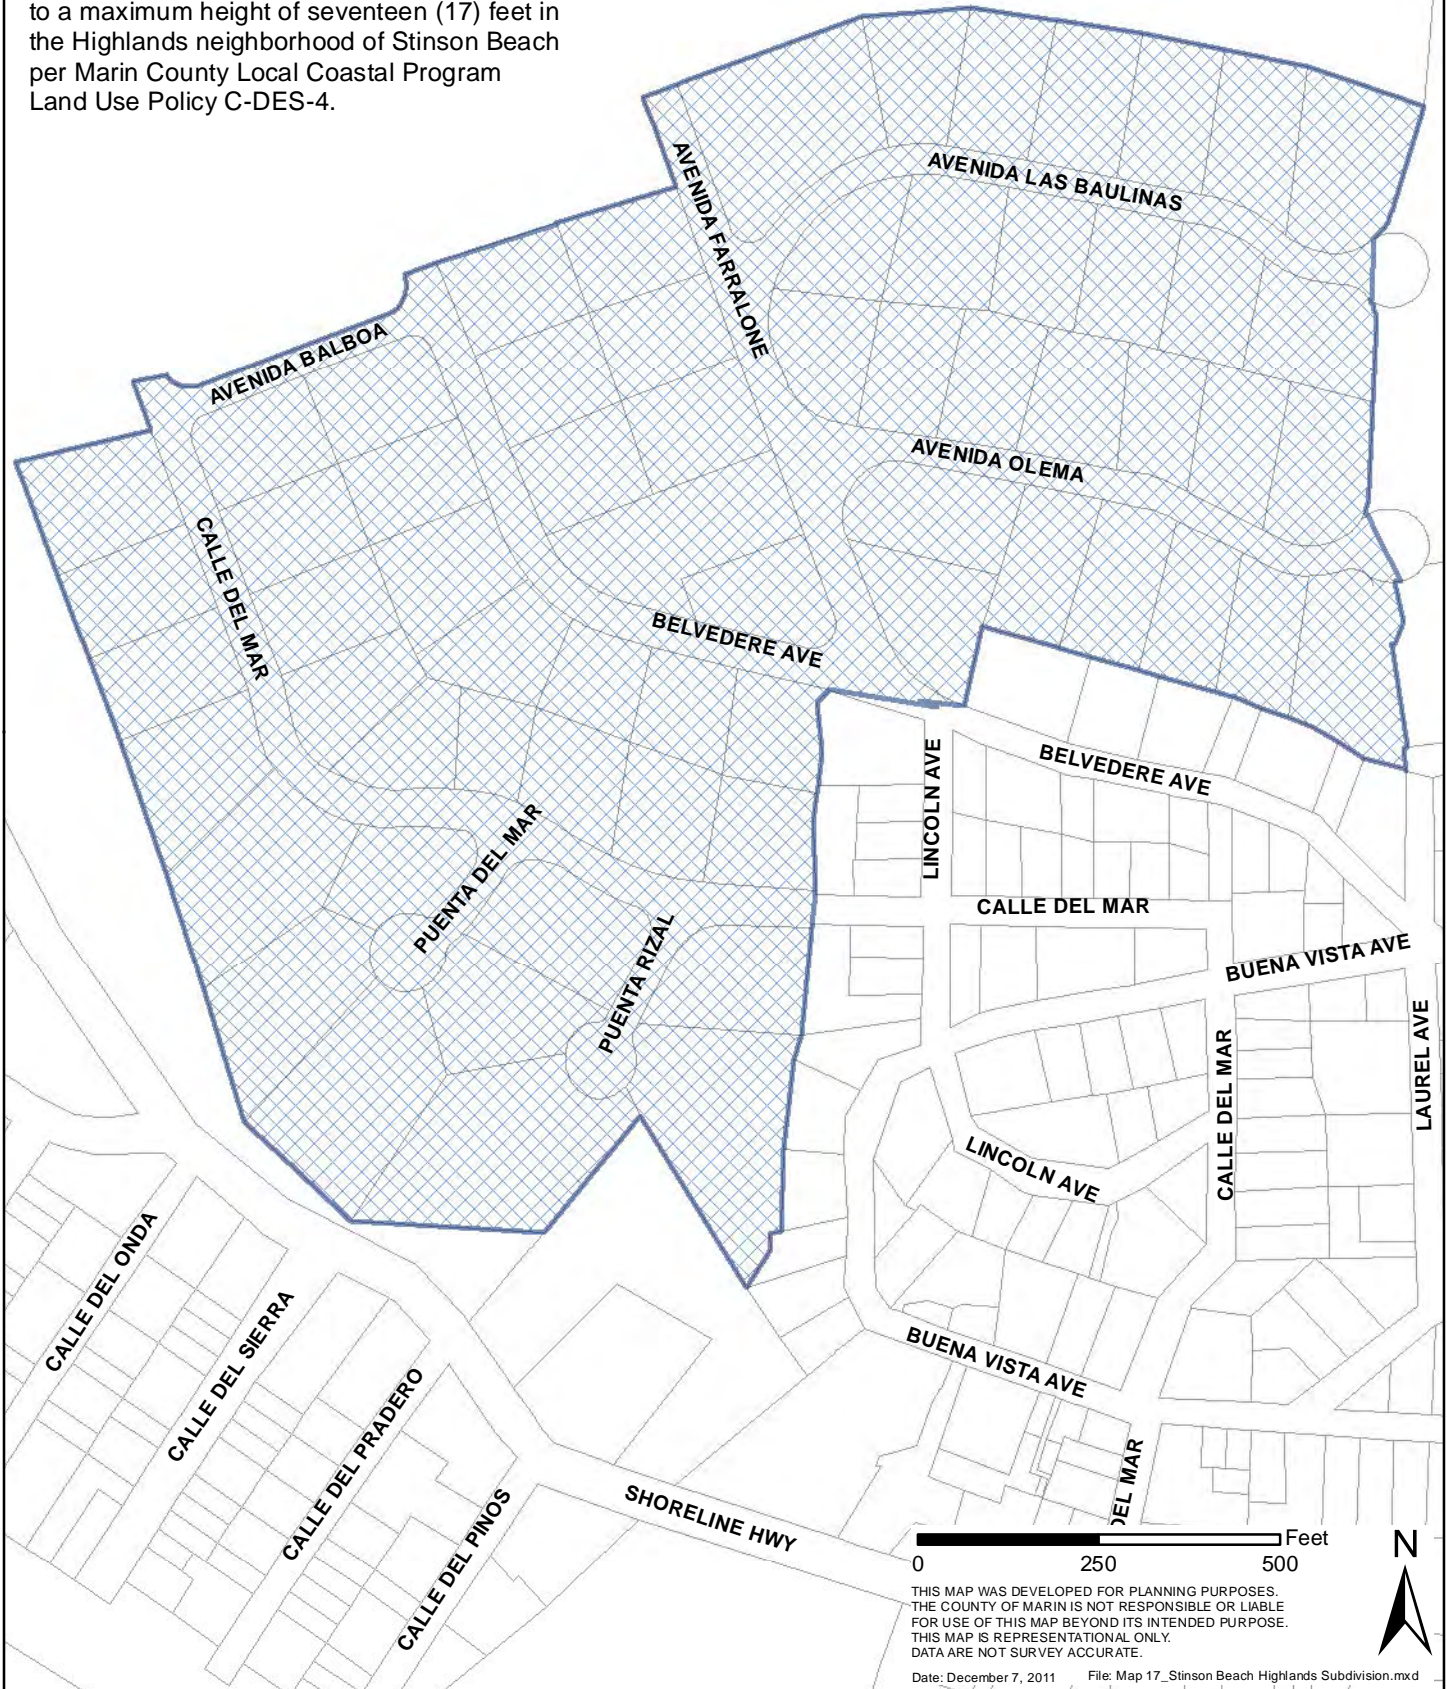 to a maximum height of seventeen (17) feet in
the Highlands neighborhood of Stinson Beach
per Marin County Local Coastal Program
Land Use Policy C-DES-4.
AVENIDA LAS BAULINAS
AVENIDA FARRALONE
AVENIDA BALBOA
AVENIDA OLEMA
CALLE DEL MAR
BELVEDERE AVE
BELVEDERE AVE
LINCOLN AVE
PUENTA DEL MAR
CALLE DEL MAR
PUENTA RIZAL
BUENA VISTA AVE
LAUREL AVE
CALLE DEL MAR
LINCOLN AVE
CALLE DEL ONDA
CALLE DEL SIERRA
BUENA VISTA AVE
CALLE DEL PRADERO
DEL MAR
CALLE DEL PINOS
SHORELINE HWY
Feet
0 250 500
N
THIS MAP WAS DEVELOPED FOR PLANNING PURPOSES.
THE COUNTY OF MARIN IS NOT RESPONSIBLE OR LIABLE
FOR USE OF THIS MAP BEYOND ITS INTENDED PURPOSE.
THIS MAP IS REPRESENTATIONAL ONLY.
DATA ARE NOT SURVEY ACCURATE.
Date: December 7, 2011 File: Map 17_Stinson Beach Highlands Subdivision.mxd